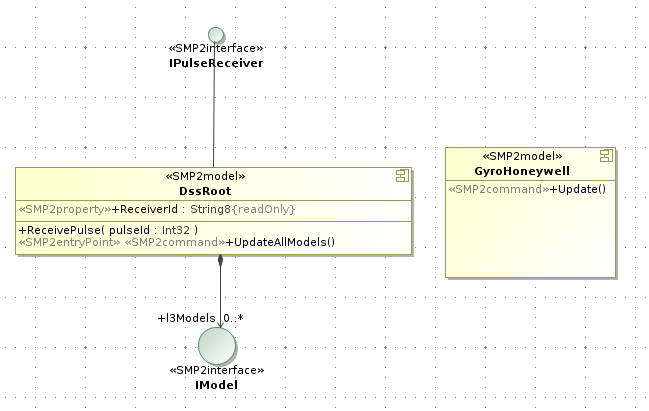 «SMP2interface»
IPulseReceiver
«SMP2model»
DssRoot
«SMP2property»+ReceiverId : String8{readOnly}
+ReceivePulse( pulseId : Int32 )
«SMP2entryPoint» «SMP2command»+UpdateAllModels()
«SMP2model»
GyroHoneywell
«SMP2command»+Update()
+l3Models 0..*
«SMP2interface»
IModel